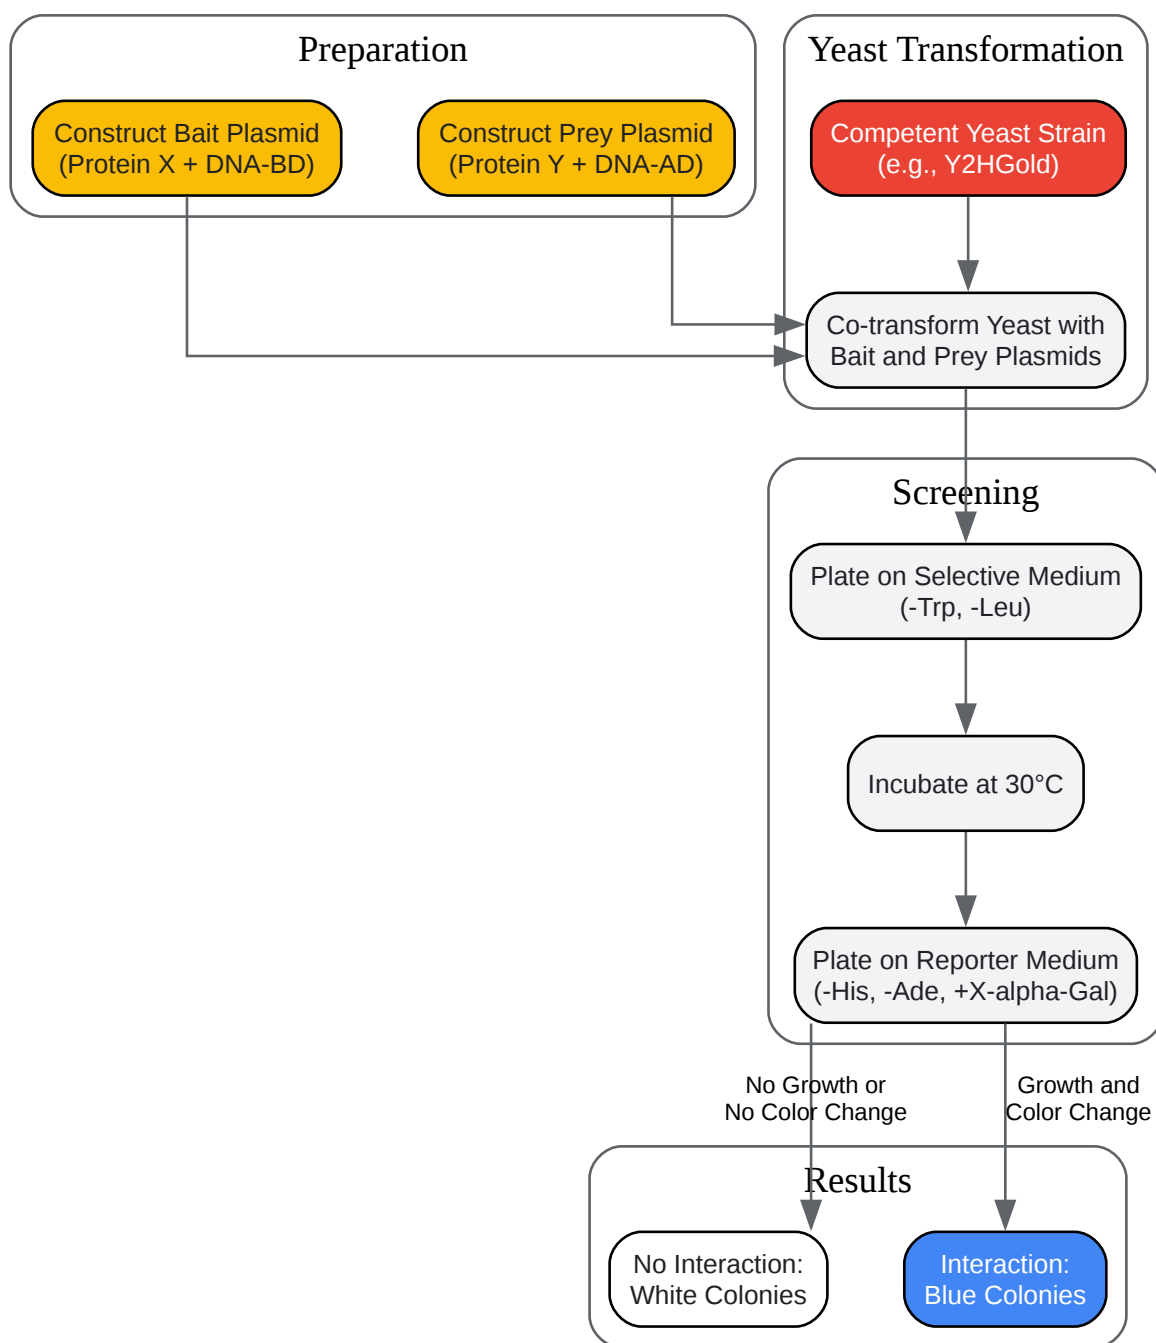 Preparation
Yeast Transformation
Construct Bait Plasmid
(Protein X + DNA-BD)
Construct Prey Plasmid
(Protein Y + DNA-AD)
Competent Yeast Strain
(e.g., Y2HGold)
Co-transform Yeast with
Bait and Prey Plasmids
Screening
Plate on Selective Medium
(-Trp, -Leu)
Incubate at 30°C
Plate on Reporter Medium
(-His, -Ade, +X-alpha-Gal)
No Growth or
No Color Change
Growth and
Color Change
Results
No Interaction:
White Colonies
Interaction:
Blue Colonies